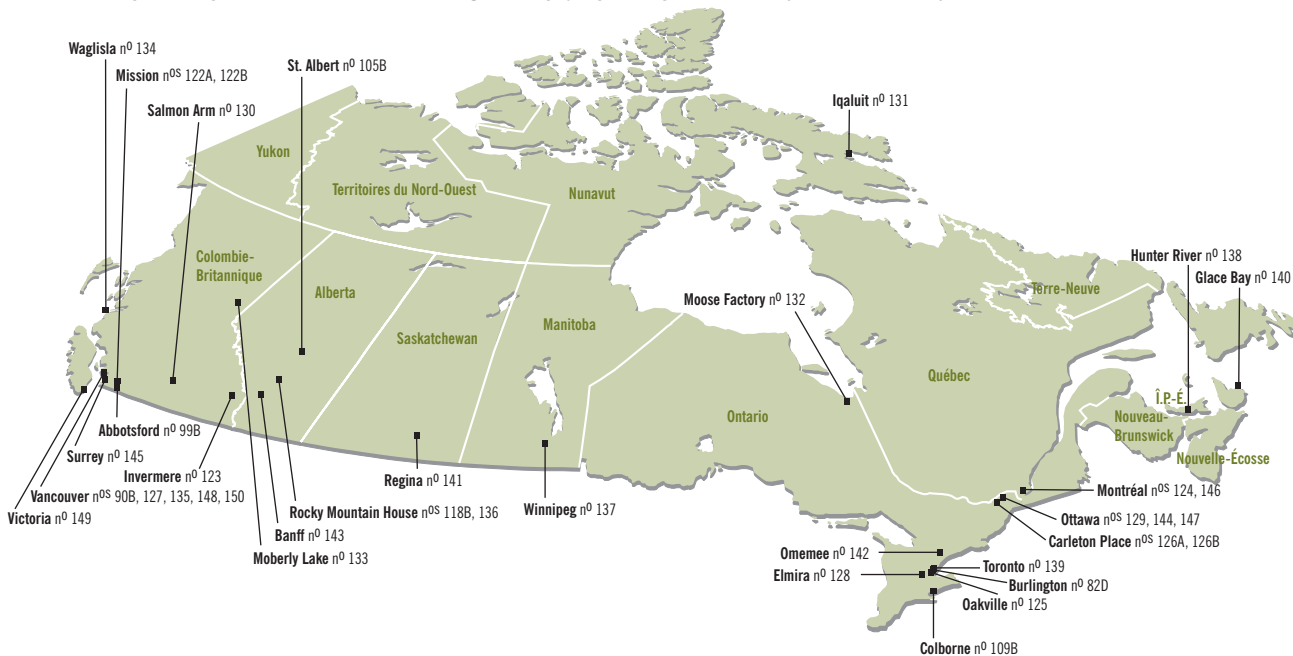 Waglisla nº 134
Mission nos 122A, 122B
St. Albert nº 105B
Salmon Arm nº 130
Iqaluit nº 131
Yukon
Territoires du Nord-Ouest
Nunavut
Colombie-
Britannique
Alberta
Saskatchewan
Manitoba
Moose Factory nº 132
Hunter River nº 138
Glace Bay nº 140
Terre-Neuve
Québec
Ontario
Î.P.-É.
Nouveau-
Brunswick
Nouvelle-Écosse
Abbotsford nº 99B
Surrey nº 145
Invermere nº 123
Vancouver nos 90B, 127, 135, 148, 150
Victoria nº 149
Regina nº 141
Rocky Mountain House nos 118B, 136
Winnipeg nº 137
Banff nº 143
Moberly Lake nº 133
Montréal nos 124, 146
Ottawa nos 129, 144, 147
Carleton Place nos 126A, 126B
Omemee nº 142
Toronto nº 139
Elmira nº 128
Burlington nº 82D
Oakville nº 125
Colborne nº 109B